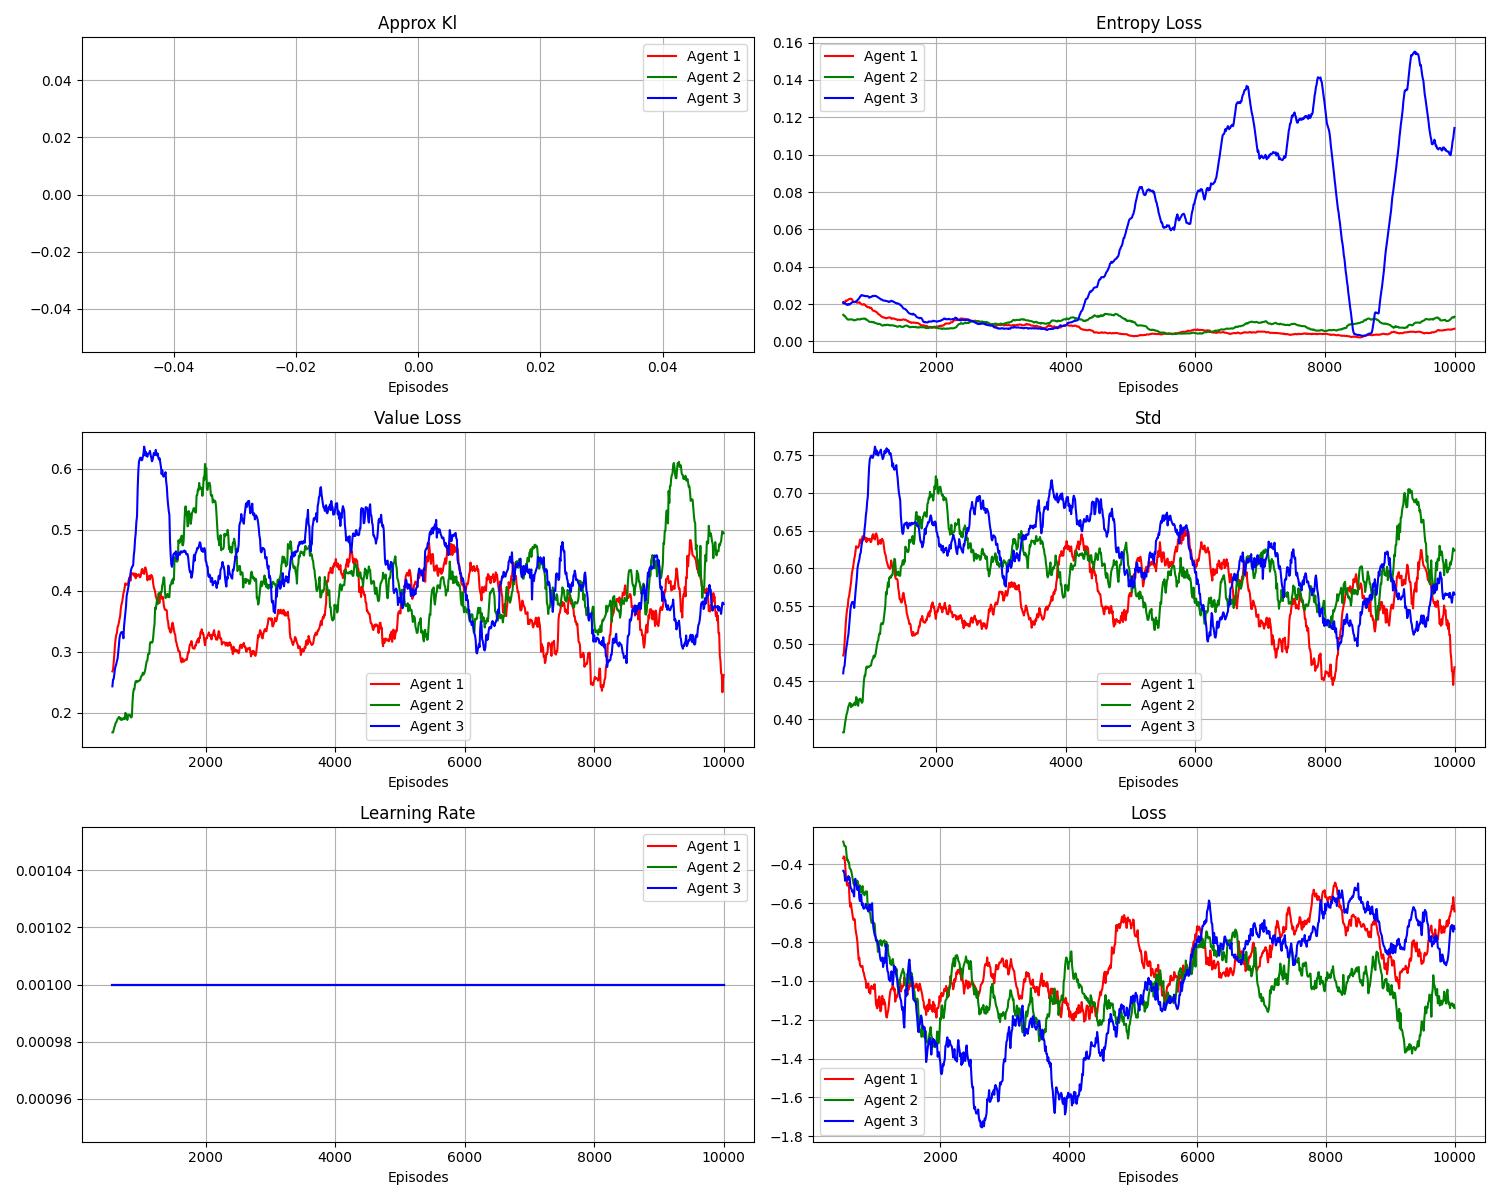 Approx Kl
0.04
0.02
0.00
−0.02
−0.04
−0.04
−0.02
0.00
0.02
0.04
Episodes
Agent 1
Agent 2
Agent 3
Entropy Loss
0.16
0.14
0.12
0.10
0.08
0.06
0.04
0.02
0.00
2000
4000
6000
8000
10000
Episodes
Agent 1
Agent 2
Agent 3
Value Loss
0.6
0.5
0.4
0.3
0.2
2000
4000
6000
8000
10000
Episodes
Agent 1
Agent 2
Agent 3
Std
0.75
0.70
0.65
0.60
0.55
0.50
0.45
0.40
2000
4000
6000
8000
10000
Episodes
Agent 1
Agent 2
Agent 3
Learning Rate
0.00104
0.00102
0.00100
0.00098
0.00096
2000
4000
6000
8000
10000
Episodes
Agent 1
Agent 2
Agent 3
Loss
−0.4
−0.6
−0.8
−1.0
−1.2
−1.4
−1.6
−1.8
2000
4000
6000
8000
10000
Episodes
Agent 1
Agent 2
Agent 3